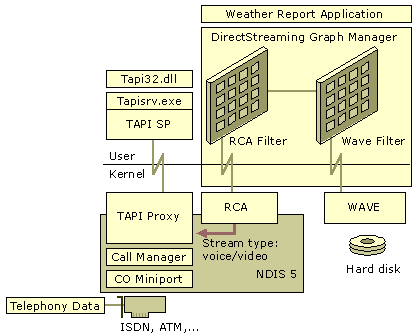 Weather Report Application
DirectStreaming Graph Manager
Tapi32.dll
Tapisrv.exe
TAPI SP
RCA Filter
Wave Filter
User
Kernel
TAPI Proxy
RCA
WAVE
Stream type:
voice/video
Call Manager
NDIS 5
CO Miniport
Hard disk
Telephony Data
ISDN, ATM,...